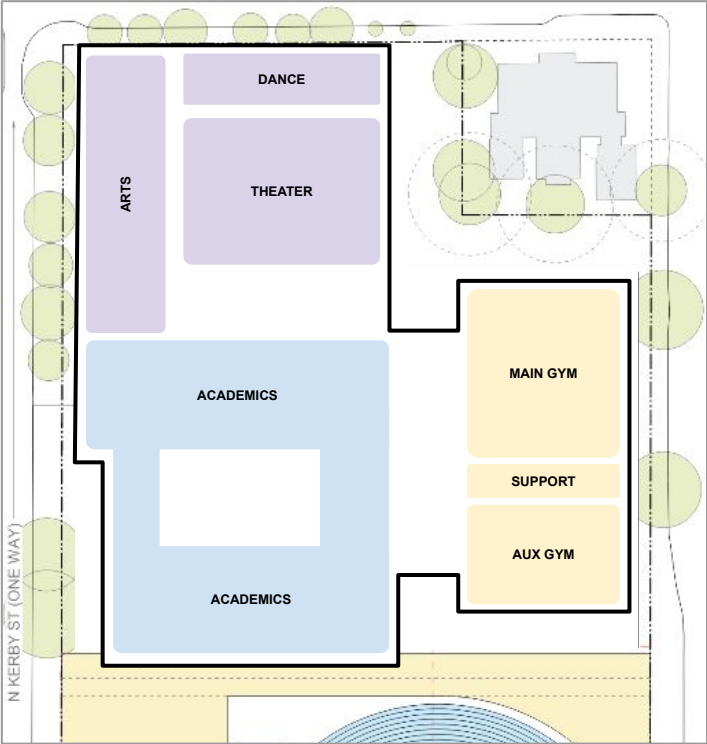 DANCE
ARTS
THEATER
MAIN GYM
ACADEMICS
SUPPORT
AUX GYM
ACADEMICS
N KERBY ST (ONE WAY)